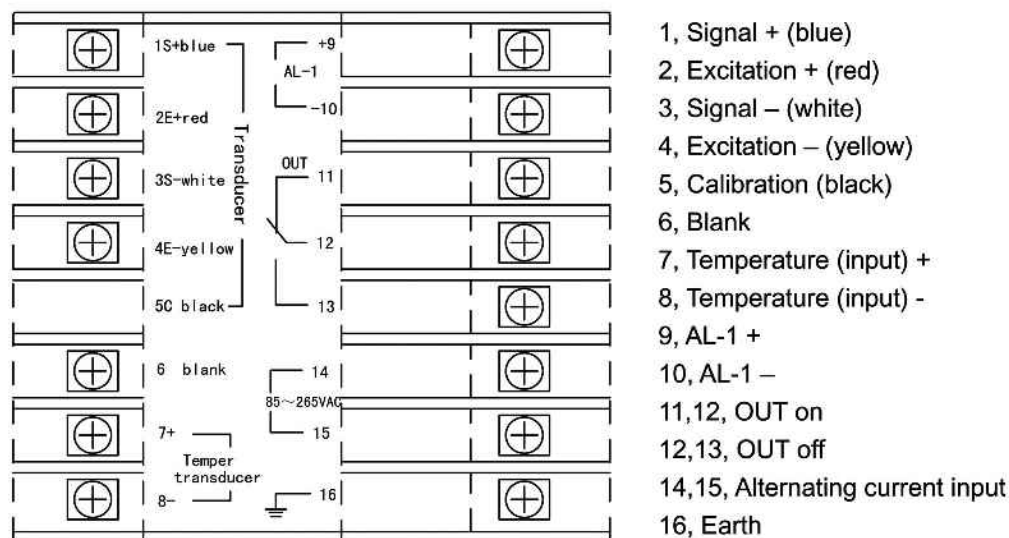 1S+blue
2E+red
3S-white
4E-yellow
5C black
Transducer
6 blank
7+
Temper
transducer
8-
+9
AL-1
-10
OUT
11
12
13
14
85~265VAC
15
16
1, Signal + (blue)
2, Excitation + (red)
3, Signal – (white)
4, Excitation – (yellow)
5, Calibration (black)
6, Blank
7, Temperature (input) +
8, Temperature (input) -
9, AL-1 +
10, AL-1 –
11,12, OUT on
12,13, OUT off
14,15, Alternating current input
16, Earth